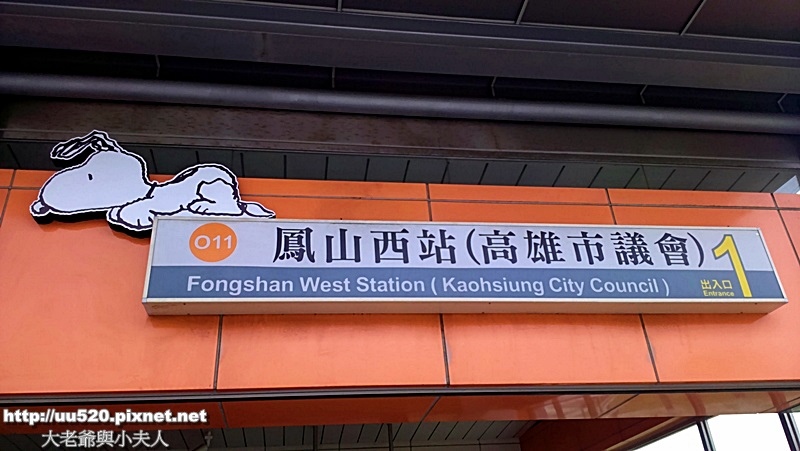 O11
鳳山西站(高雄市議會)
Fongshan West Station ( Kaohsiung City Council )
1
出入口
Entrance
http://uu520.pixnet.net
大老爺與小夫人